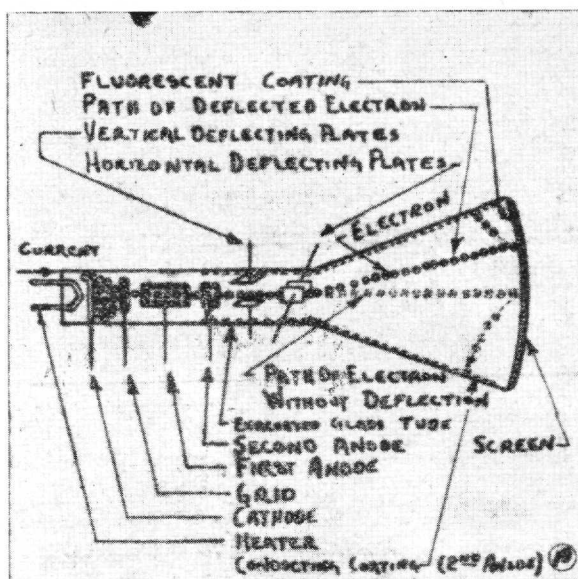 FLUORESCENT COATING
PATH OF DEFLECTED ELECTRON
VERTICAL DEFLECTING PLATES
HORIZONTAL DEFLECTING PLATES
ELECTRON
CURRENT
PATH OF ELECTRON
WITHOUT DEFLECTION
GLASS TUBE
SECOND ANODE
SCREEN
FIRST ANODE
GRID
CATHODE
HEATER
CONDUCTING COATING (2ND ANODE)